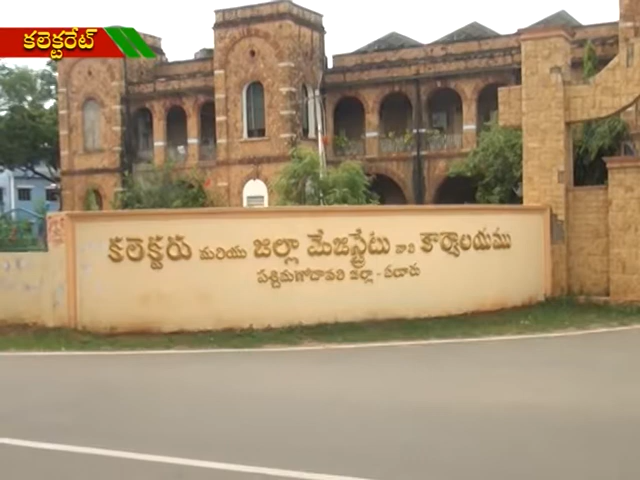 కలెక్టరేట్
కలెక్టరు మరియు జిల్లా మేజిస్ట్రేటు వారి కార్యాలయము
పశ్చిమగోదావరి జిల్లా - ఏలూరు